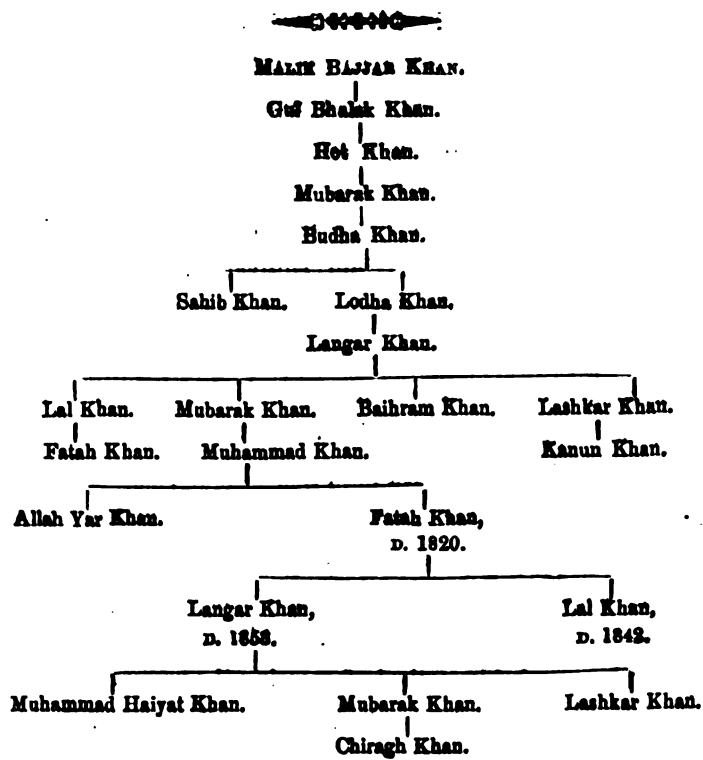 MALIK BAJJAR KHAN.
Gul Bhalak Khan.
Hot Khan.
Mubarak Khan.
Budha Khan.
Sahib Khan. Lodha Khan.
Langar Khan.
Lal Khan. Mubarak Khan. Baihram Khan. Lashkar Khan.
Fatah Khan. Muhammad Khan. Kanun Khan.
Allah Yar Khan. Fatah Khan,
D. 1820.
Langar Khan, Lal Khan,
D. 1858. D. 1842.
Muhammad Haiyat Khan. Mubarak Khan. Lashkar Khan.
Chiragh Khan.